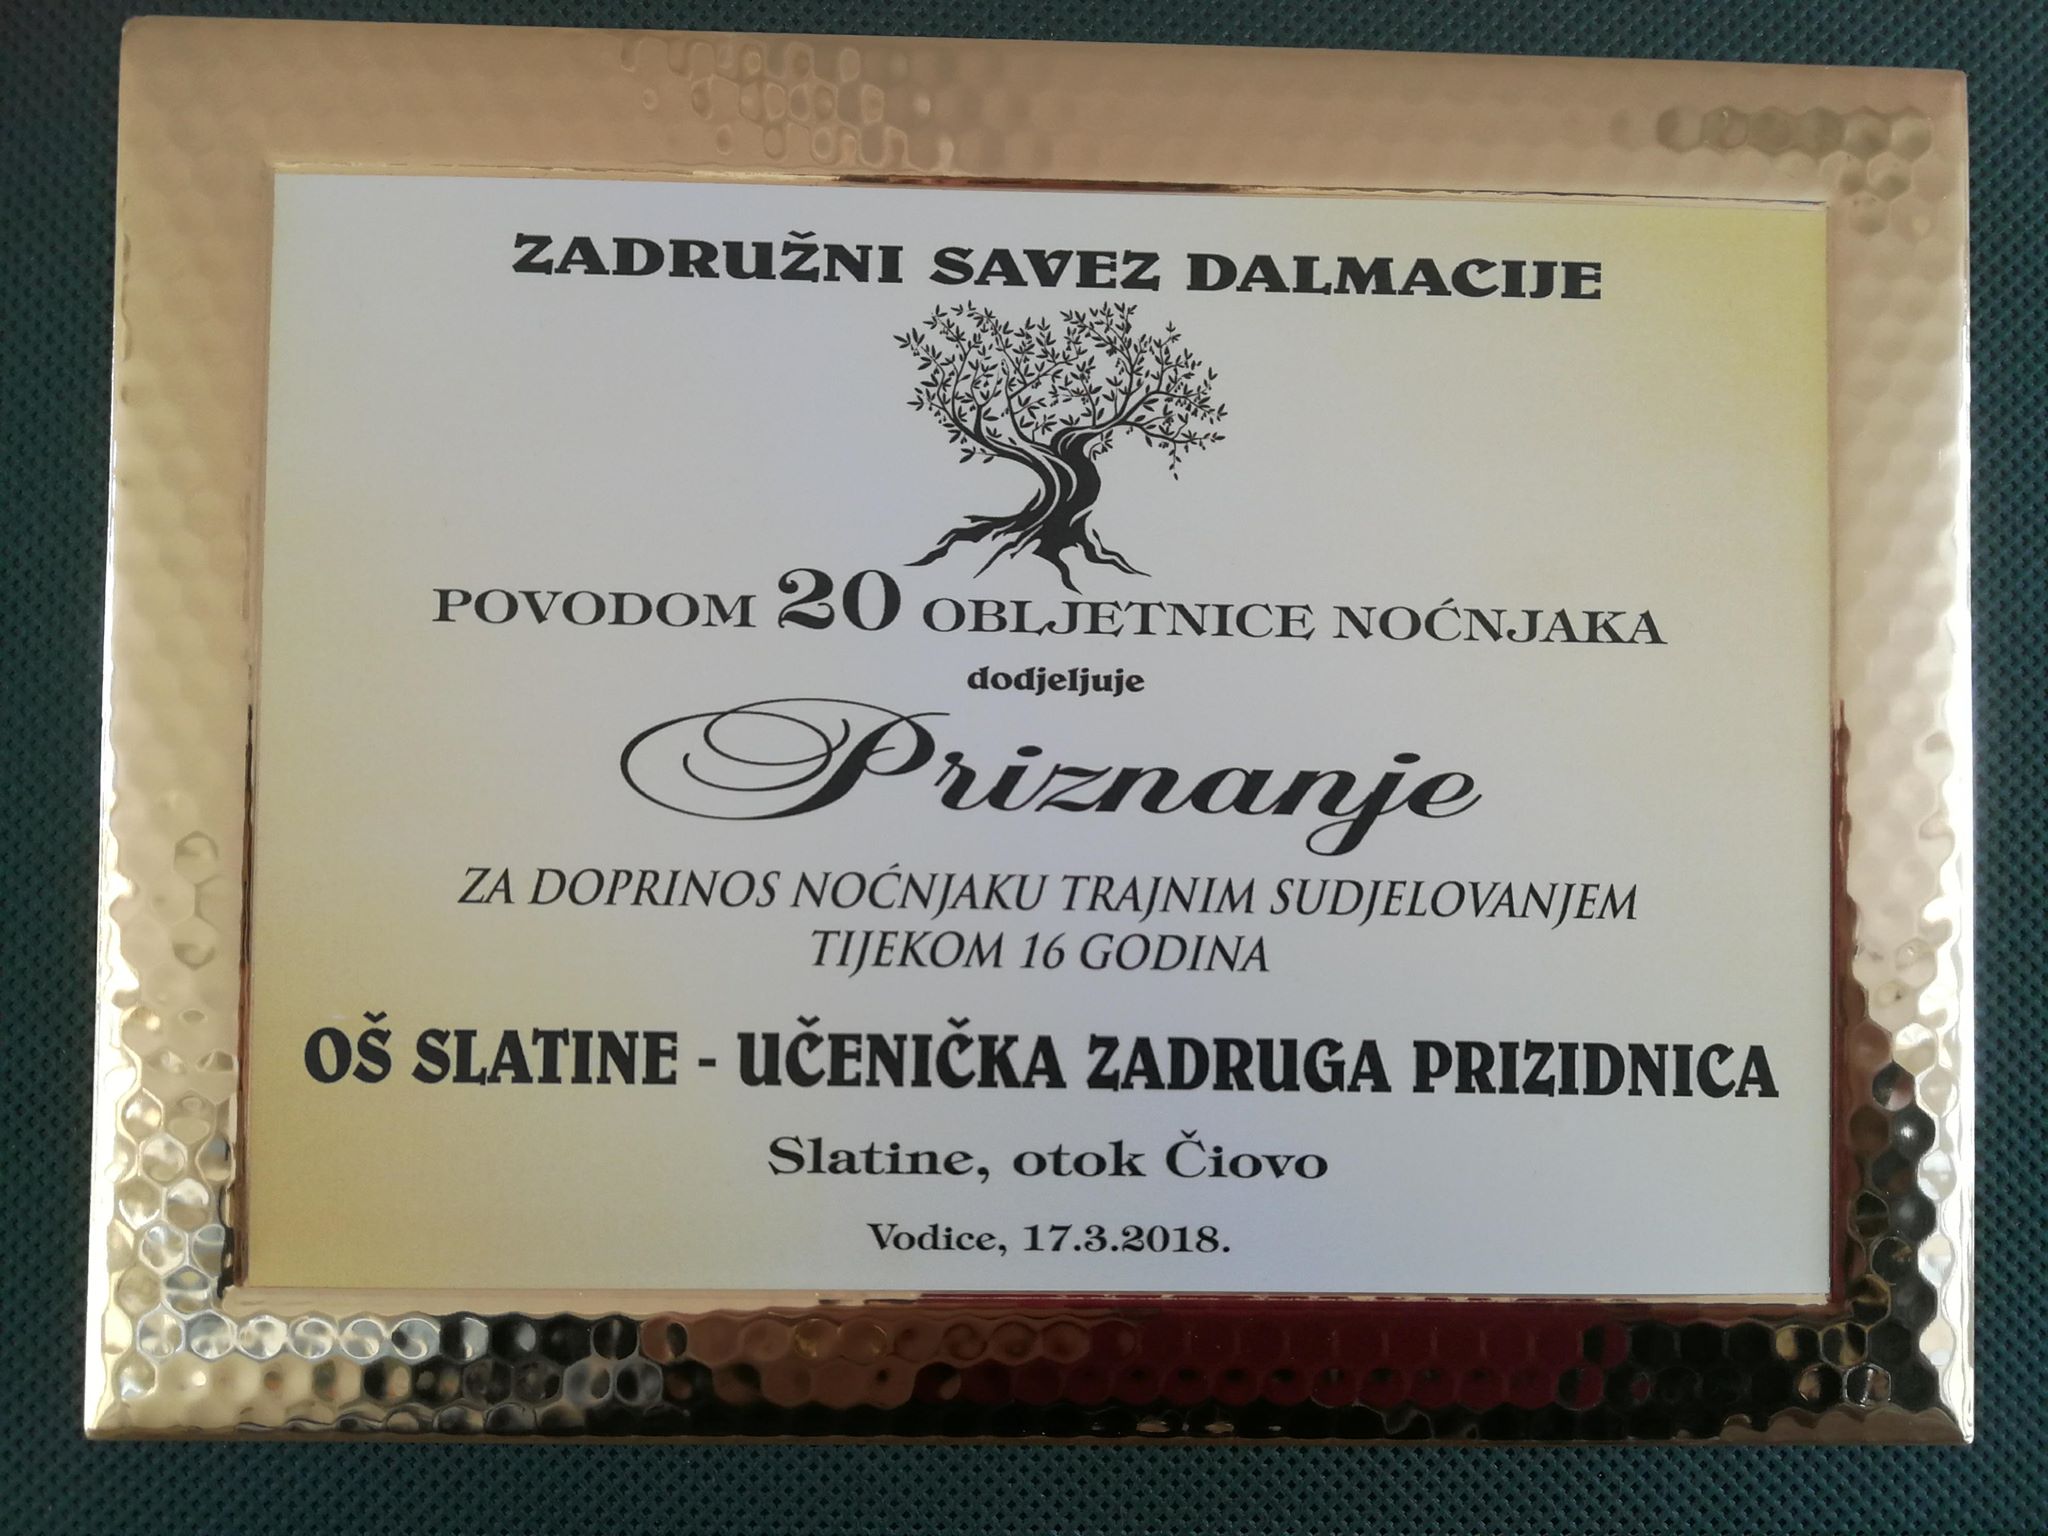 ZADRUŽNI SAVEZ DALMACIJE
POVODOM 20 OBLJETNICE NOĆNJAKA
dodjeljuje
Priznanje
ZA DOPRINOS NOĆNJAKU TRAJNIM SUDJELOVANJEM
TIJEKOM 16 GODINA
OŠ SLATINE - UČENIČKA ZADRUGA PRIZIDNICA
Slatine, otok Čiovo
Vodice, 17.3.2018.